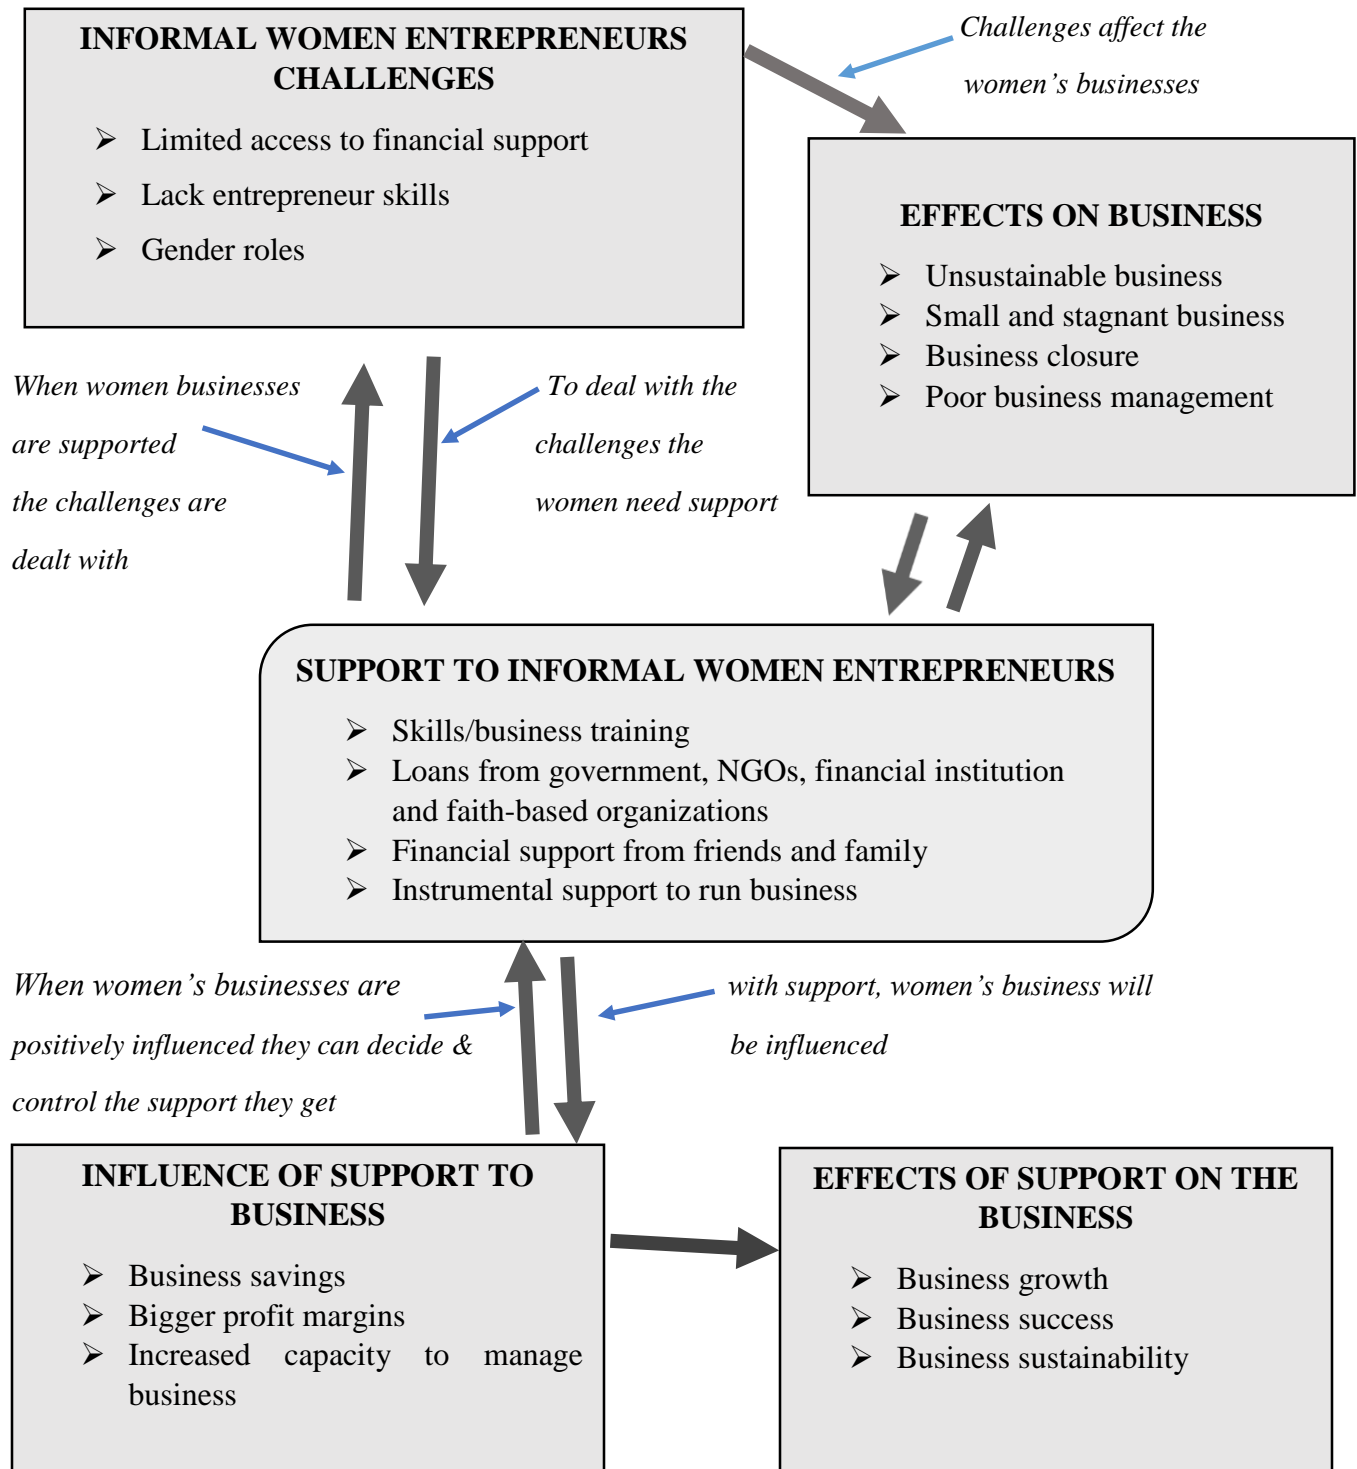 INFORMAL WOMEN ENTREPRENEURS
CHALLENGES
➢ Limited access to financial support
➢ Lack entrepreneur skills
➢ Gender roles
Challenges affect the
women’s businesses
EFFECTS ON BUSINESS
➢ Unsustainable business
➢ Small and stagnant business
➢ Business closure
➢ Poor business management
When women businesses
are supported
the challenges are
dealt with
To deal with the
challenges the
women need support
SUPPORT TO INFORMAL WOMEN ENTREPRENEURS
➢ Skills/business training
➢ Loans from government, NGOs, financial institution
and faith-based organizations
➢ Financial support from friends and family
➢ Instrumental support to run business
When women’s businesses are
positively influenced they can decide &
control the support they get
with support, women’s business will
be influenced
INFLUENCE OF SUPPORT TO
BUSINESS
➢ Business savings
➢ Bigger profit margins
➢ Increased capacity to manage
business
EFFECTS OF SUPPORT ON THE
BUSINESS
➢ Business growth
➢ Business success
➢ Business sustainability